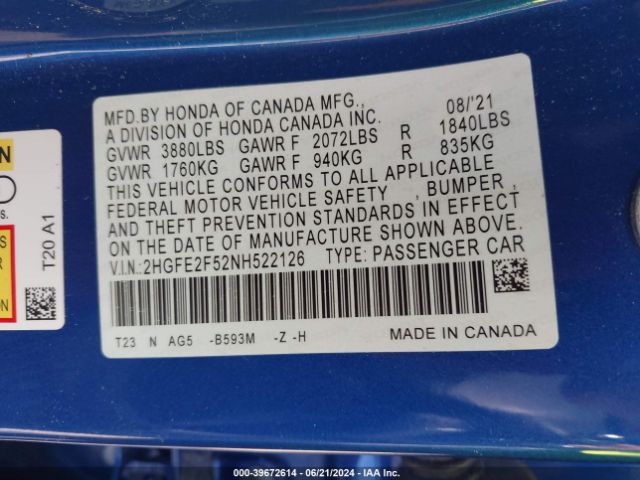 MFD.BY HONDA OF CANADA MFG., 08/'21
A DIVISION OF HONDA CANADA INC.
GVWR 3880LBS GAWR F 2072LBS R 1840LBS
GVWR 1760KG GAWR F 940KG R 835KG
THIS VEHICLE CONFORMS TO ALL APPLICABLE
FEDERAL MOTOR VEHICLE SAFETY , BUMPER ,
AND THEFT PREVENTION STANDARDS IN EFFECT
ON THE DATE OF MANUFACTURE SHOWN ABOVE.
V.I.N.:2HGFE2F52NH522126 TYPE: PASSENGER CAR
T23 N AG5 -B593M -Z -H MADE IN CANADA
T20 A1
N
s.
S
R
G
000-39672614 - 06/21/2024 - IAA Inc.